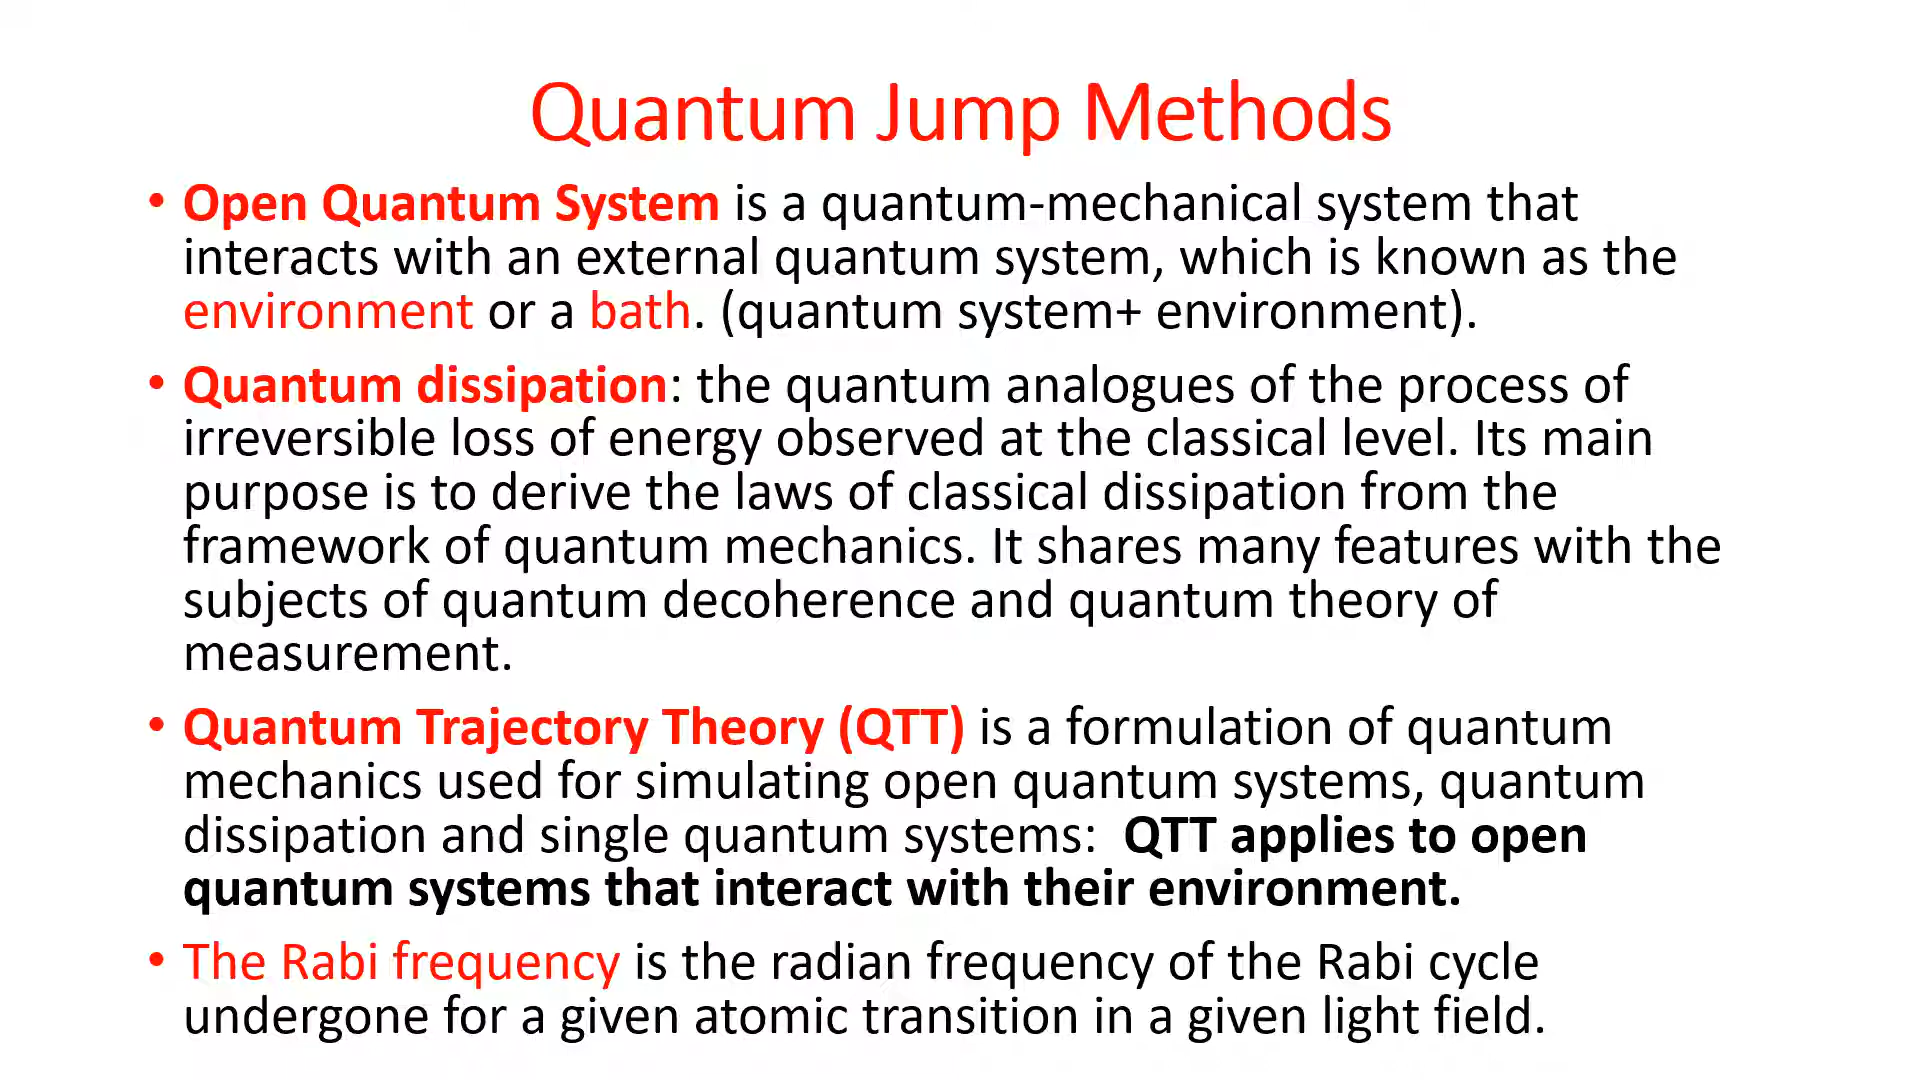 Quantum Jump Methods
• Open Quantum System is a quantum-mechanical system that
interacts with an external quantum system, which is known as the
environment or a bath. (quantum system+ environment).
• Quantum dissipation: the quantum analogues of the process of
irreversible loss of energy observed at the classical level. Its main
purpose is to derive the laws of classical dissipation from the
framework of quantum mechanics. It shares many features with the
subjects of quantum decoherence and quantum theory of
measurement.
• Quantum Trajectory Theory (QTT) is a formulation of quantum
mechanics used for simulating open quantum systems, quantum
dissipation and single quantum systems: QTT applies to open
quantum systems that interact with their environment.
• The Rabi frequency is the radian frequency of the Rabi cycle
undergone for a given atomic transition in a given light field.